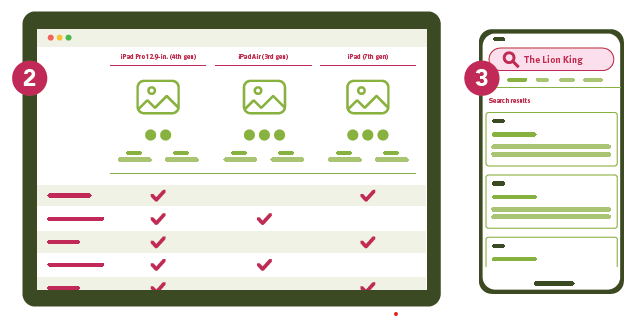 2
iPad Pro 12.9-in. (4th gen)
iPad Air (3rd gen)
iPad (7th gen)
3
The Lion King
Search results